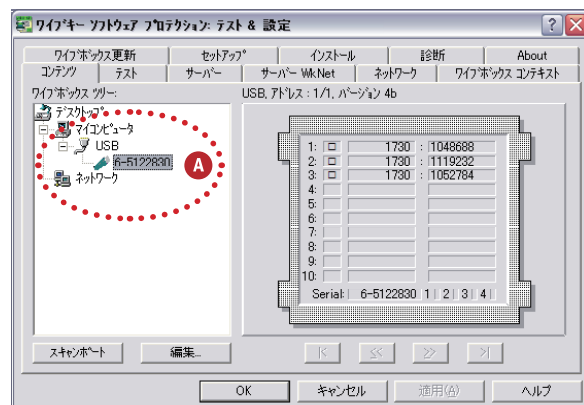 ワイブキー ソフトウェア プロテクション: テスト & 設定
ワイブボックス更新 セットアップ インストール 診断 About
コンテンツ テスト サーバー サーバー WkNet ネットワーク ワイブボックス コンテキスト
ワイブボックス ツリー:
USB, アドレス : 1/1, バージョン 4b
デスクトップ
マイコンピュータ
USB
6-5122830
ネットワーク
A
1: 1730 : 1048688
2: 1730 : 1119232
3: 1730 : 1052784
4:
5:
6:
7:
8:
9:
10:
Serial: 6-5122830 1 | 2 | 3 | 4 |
スキャンポート 編集...
OK キャンセル 適用(A) ヘルプ